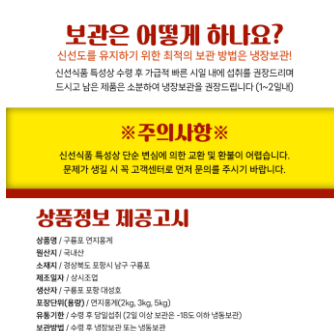 보관은 어떻게 하나요?
신선도를 유지하기 위한 최적의 보관 방법은 냉장보관!
신선식품 특성상 수령 후 가급적 빠른 시일 내에 섭취를 권장드리며
드시고 남은 제품은 소분하여 냉장보관을 권장드립니다 (1~2일내)
※주의사항※
신선식품 특성상 단순 변심에 의한 교환 및 환불이 어렵습니다.
문제가 생길 시 꼭 고객센터로 먼저 문의를 주시기 바랍니다.
상품정보 제공고시
상품명 / 구룡포 연지홍게
원산지 / 국내산
소재지 / 경상북도 포항시 남구 구룡포
제조일자 / 상시조업
생산자 / 구룡포 포항 대성호
포장단위(용량) / 연지홍게(2kg, 3kg, 5kg)
유통기한 / 수령 후 당일섭취 (2일 이상 보관은 -18도 이하 냉동보관)
보관방법 / 수령 후 냉장보관 또는 냉동보관